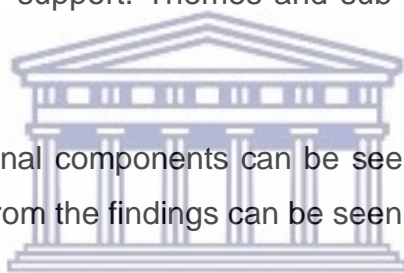 support. Themes and sub
nal components can be see
rom the findings can be seen